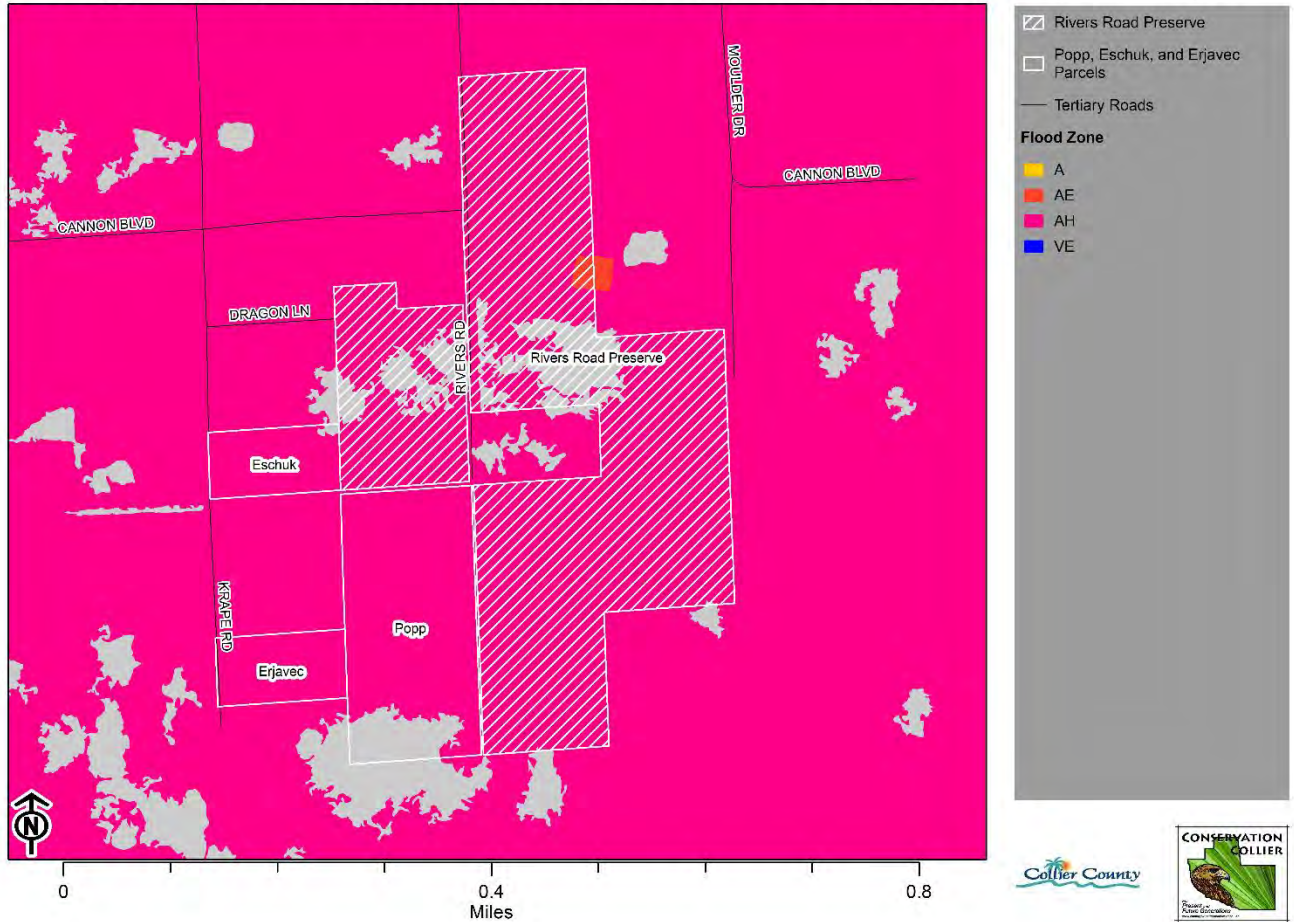 MOULDER DR
CANNON BLVD
CANNON BLVD
DRAGON LN
RIVERS RD
Rivers Road Preserve
Eschuk
KRAPE RD
Popp
Erjavec
N
0
0.4
0.8
Miles
Rivers Road Preserve
Popp, Eschuk, and Erjavec
Parcels
Tertiary Roads
Flood Zone
A
AE
AH
VE
Collier County
CONSERVATION
COLLIER
Future Generations